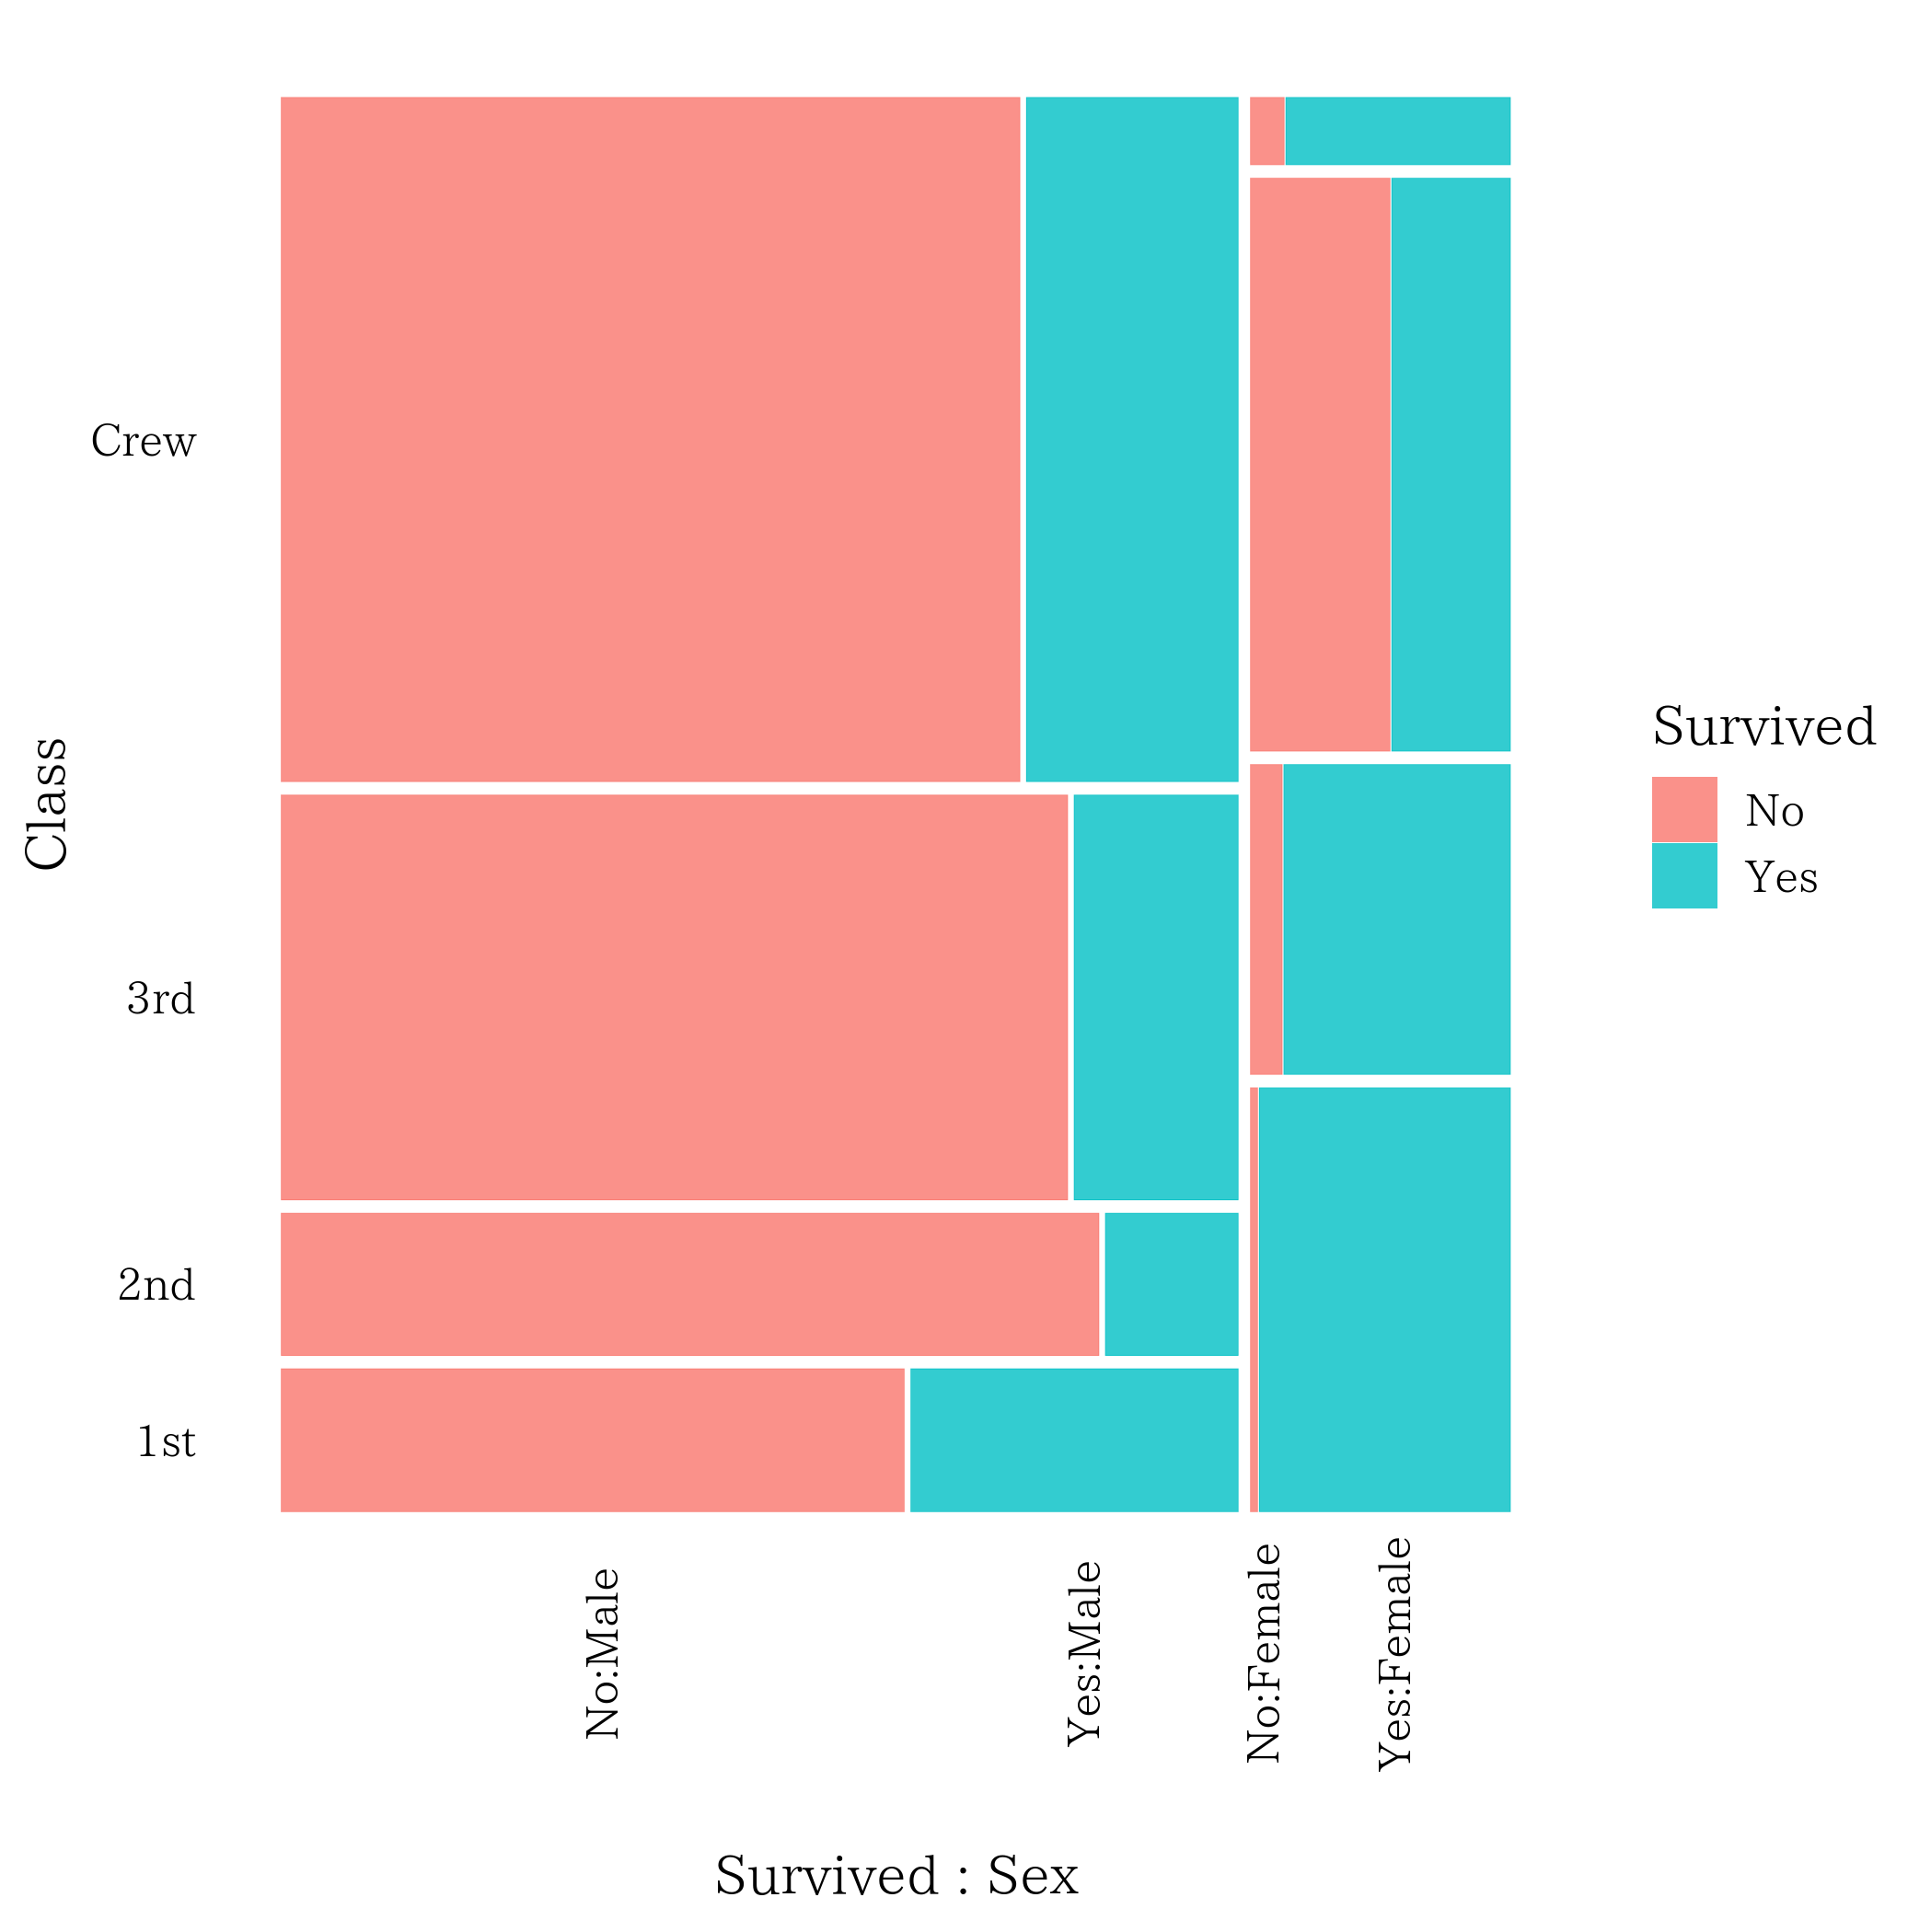 Class
Crew
3rd
2nd
1st
No:Male
Yes:Male
No:Female
Yes:Female
Survived : Sex
Survived
No
Yes